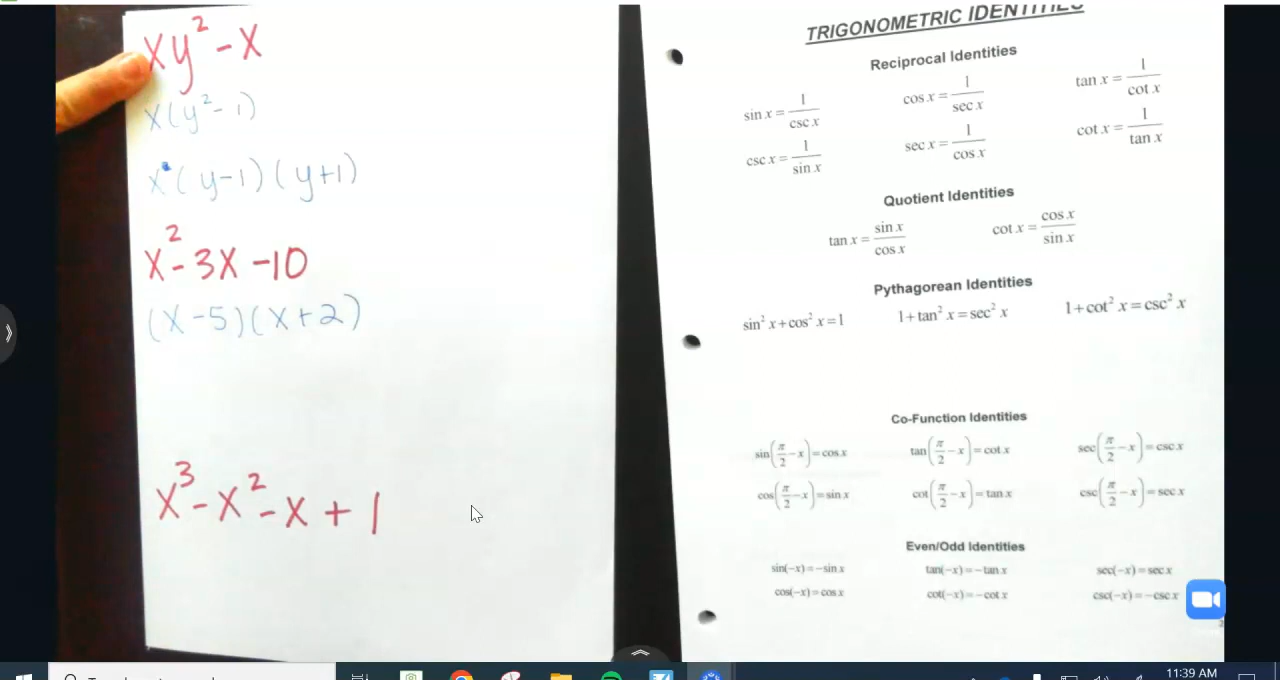 xy² - x
x(y² - 1)
x(y-1)(y+1)
x² - 3x - 10
(x-5)(x+2)
x³ - x² - x + 1
TRIGONOMETRIC IDENTITIES
Reciprocal Identities
sin x = 1/csc x cos x = 1/sec x tan x = 1/cot x
csc x = 1/sin x sec x = 1/cos x cot x = 1/tan x
Quotient Identities
tan x = sin x/cos x cot x = cos x/sin x
Pythagorean Identities
sin² x + cos² x = 1 1 + tan² x = sec² x 1 + cot² x = csc² x
Co-Function Identities
sin(π/2 - x) = cos x tan(π/2 - x) = cot x sec(π/2 - x) = csc x
cos(π/2 - x) = sin x cot(π/2 - x) = tan x csc(π/2 - x) = sec x
Even/Odd Identities
sin(-x) = -sin x tan(-x) = -tan x sec(-x) = sec x
cos(-x) = cos x cot(-x) = -cot x csc(-x) = -csc x
11:39 AM